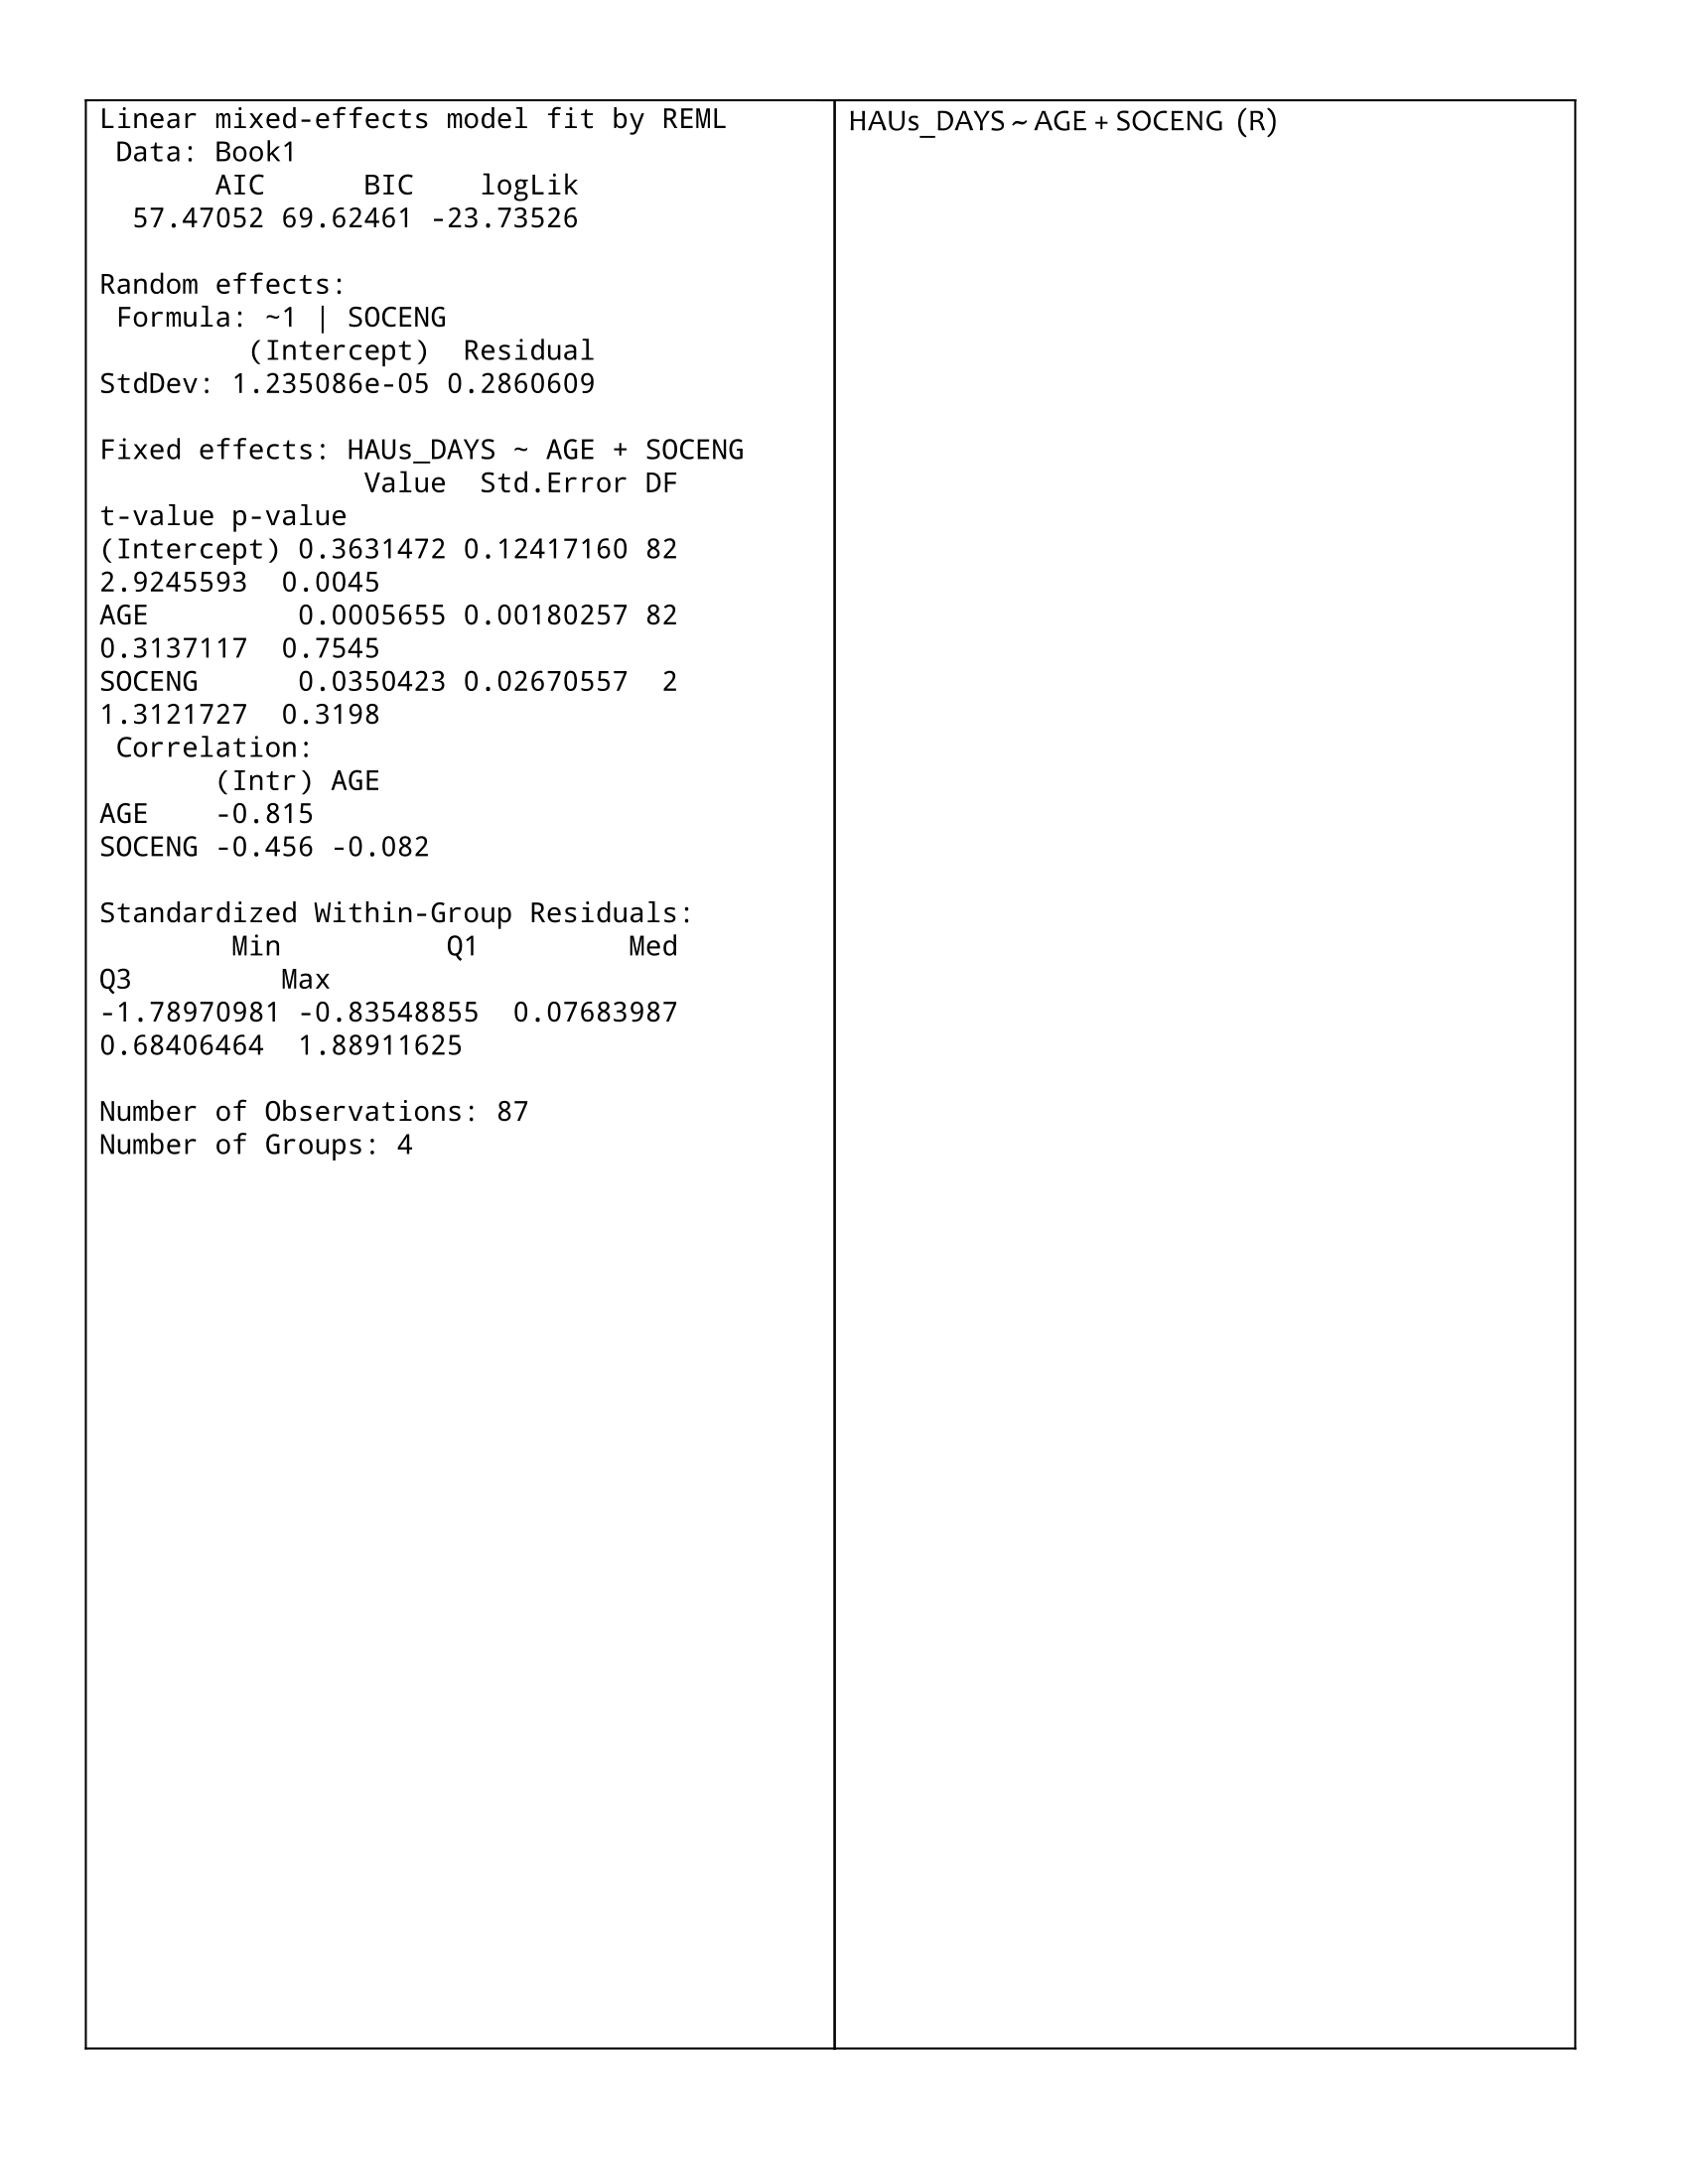 Linear mixed-effects model fit by REML
 Data: Book1
       AIC      BIC    logLik
  57.47052 69.62461 -23.73526

Random effects:
 Formula: ~1 | SOCENG
         (Intercept)  Residual
StdDev: 1.235086e-05 0.2860609

Fixed effects: HAUs_DAYS ~ AGE + SOCENG
                Value  Std.Error DF
t-value p-value
(Intercept) 0.3631472 0.12417160 82
2.9245593  0.0045
AGE         0.0005655 0.00180257 82
0.3137117  0.7545
SOCENG      0.0350423 0.02670557  2
1.3121727  0.3198
 Correlation:
       (Intr) AGE
AGE    -0.815
SOCENG -0.456 -0.082

Standardized Within-Group Residuals:
        Min          Q1         Med
Q3         Max
-1.78970981 -0.83548855  0.07683987
0.68406464  1.88911625

Number of Observations: 87
Number of Groups: 4
HAUs_DAYS ~ AGE + SOCENG (R)